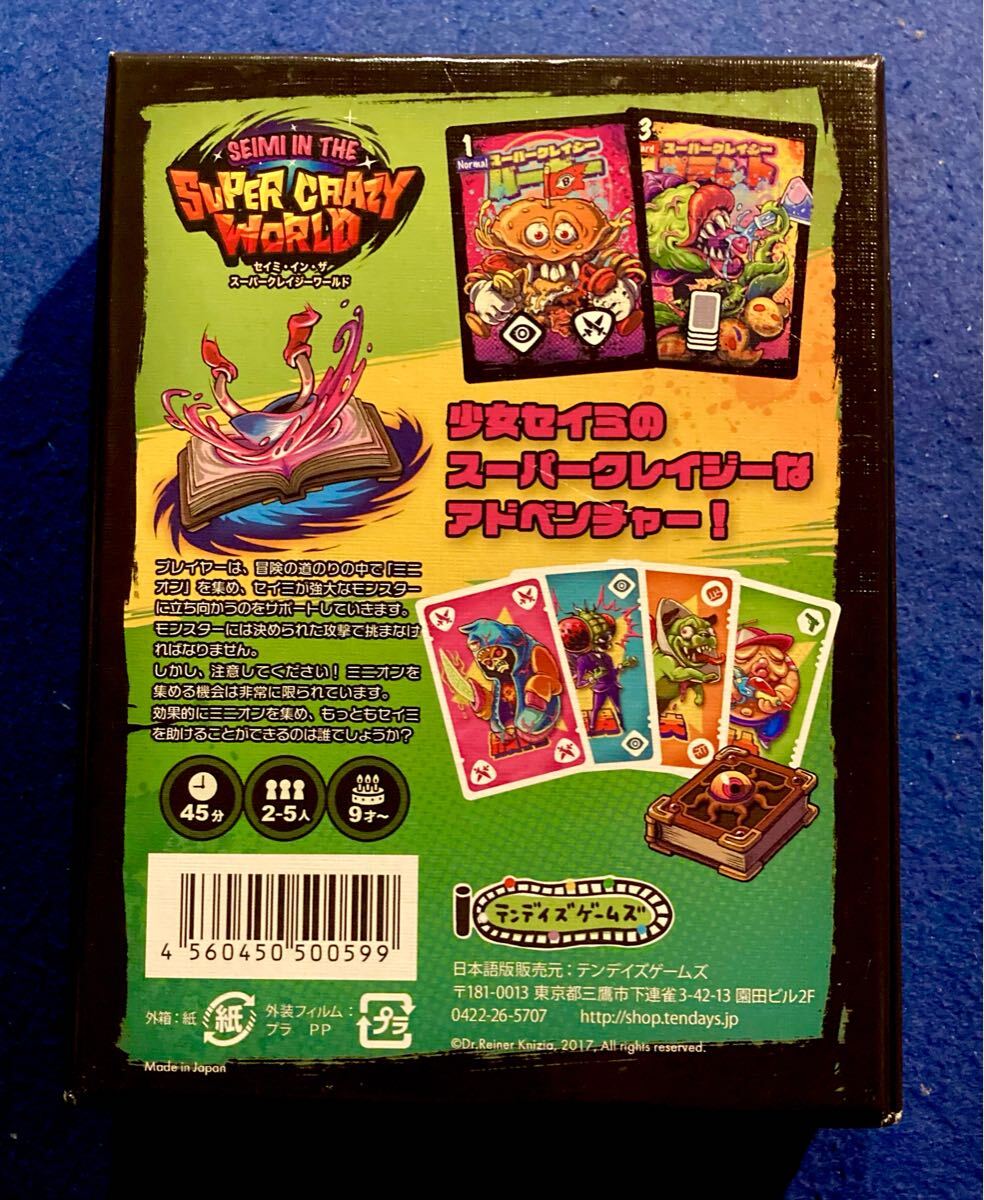 SEIMI IN THE
SUPER CRAZY
WORLD
セイミ・イン・ザ
スーパークレイジーワールド
1
Normal
スーパークレイジー
バーガー
3
スーパークレイジー
プラント
少女セイミの
スーパークレイジーな
アドベンチャー！
プレイヤーは、冒険の道のりの中で「ミニ
オン」を集め、セイミが強大なモンスター
に立ち向かうのをサポートしていきます。
モンスターには決められた攻撃で挑まなけ
ればなりません。
しかし、注意してください！ ミニオンを
集める機会は非常に限られています。
効果的にミニオンを集め、もっともセイミ
を助けることができるのは誰でしょうか？
45分
2-5人
9才〜
4 560450 500599
テンデイズゲームズ
日本語版販売元：テンデイズゲームズ
〒181-0013 東京都三鷹市下連雀3-42-13 園田ビル2F
0422-26-5707 http://shop.tendays.jp
外箱：紙
紙
外装フィルム：
プラ PP
プラ
©Dr.Reiner Knizia, 2017, All rights reserved.
Made in Japan